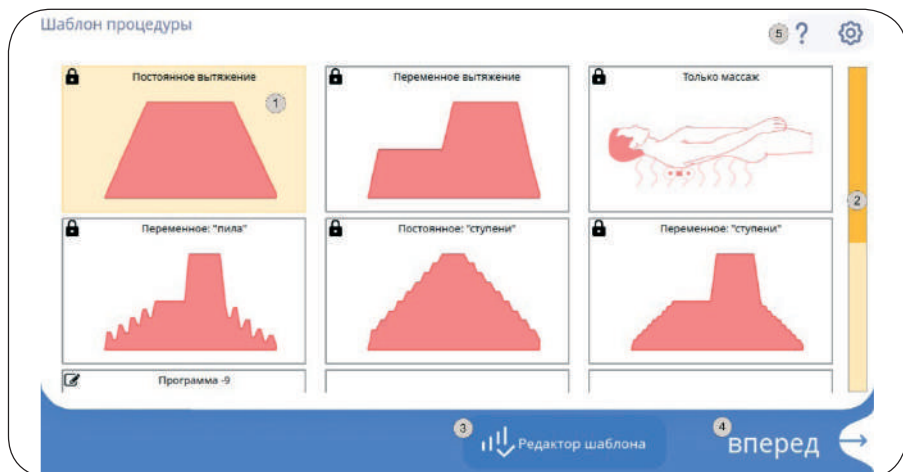 Шаблон процедуры
5 ?
Постоянное вытяжение
Переменное вытяжение
Только массаж
1
2
Переменное: "пила"
Постоянное: "ступени"
Переменное: "ступени"
Программа -9
3 Редактор шаблона
4 вперед